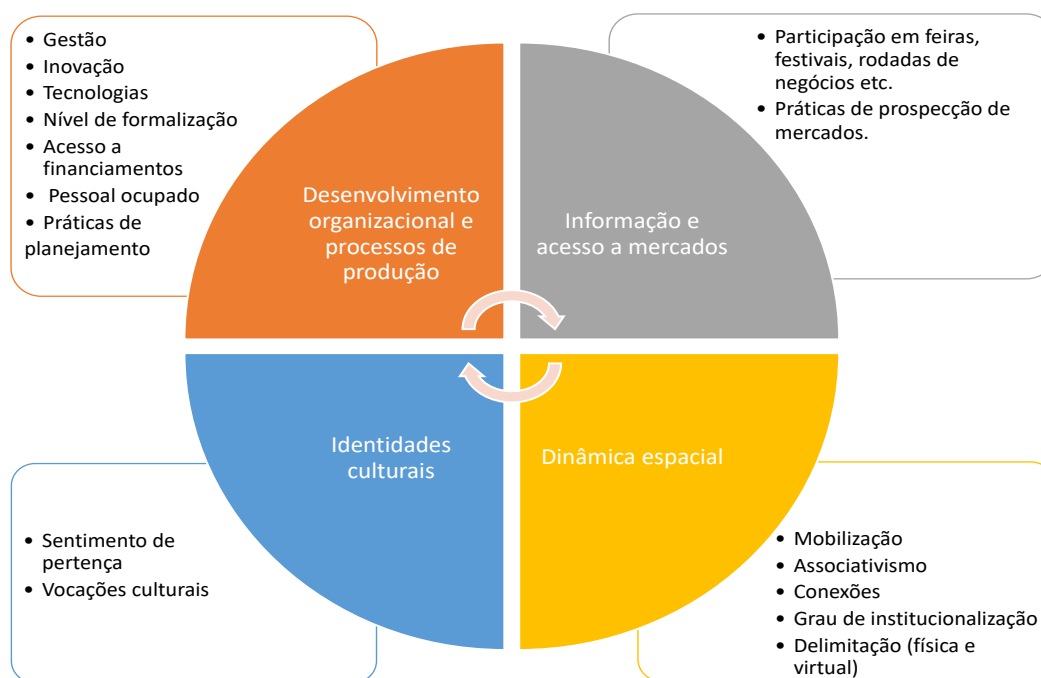 • Gestão
• Inovação
• Tecnologias
• Nível de formalização
• Acesso a
financiamentos
• Pessoal ocupado
• Práticas de
planejamento
Desenvolvimento
organizacional e
processos de
produção
• Participação em feiras,
festivais, rodadas de
negócios etc.
• Práticas de prospecção de
mercados.
Informação e
acesso a mercados
Identidades
culturais
• Sentimento de
pertença
• Vocações culturais
Dinâmica espacial
• Mobilização
• Associativismo
• Conexões
• Grau de institucionalização
• Delimitação (física e
virtual)